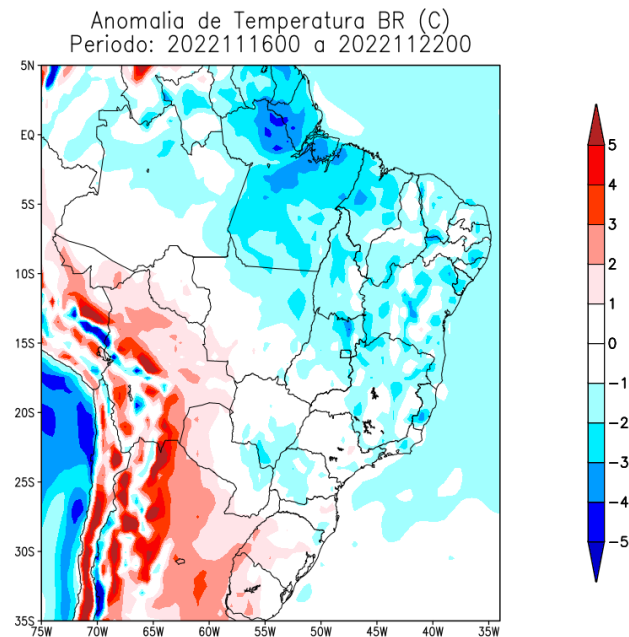 Anomalia de Temperatura BR (C)
Periodo: 2022111600 a 2022112200
5N
EQ
5S
10S
15S
20S
25S
30S
35S
75W 70W 65W 60W 55W 50W 45W 40W 35W
5
4
3
2
1
0
−1
−2
−3
−4
−5